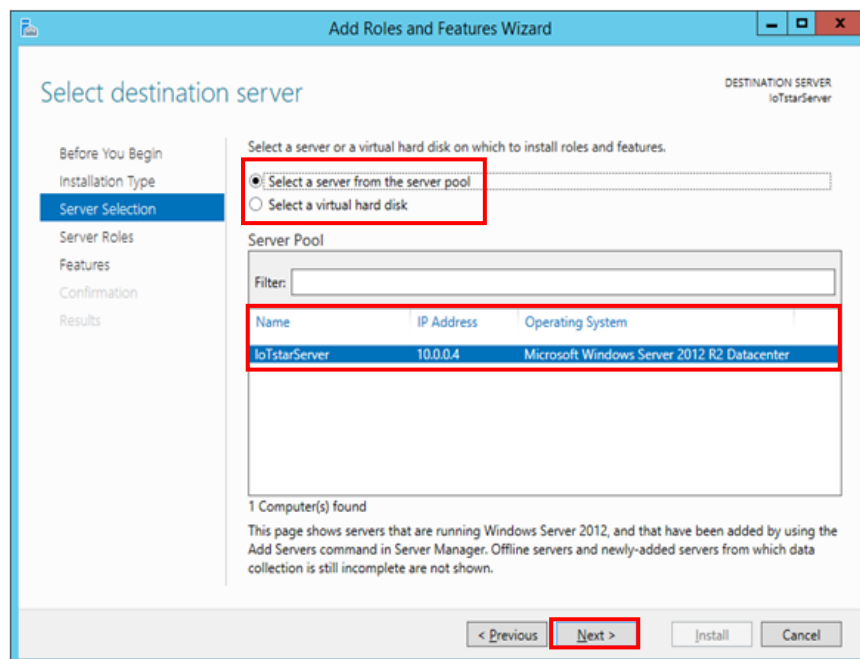 Add Roles and Features Wizard
Select destination server
DESTINATION SERVER
IoTstarServer
Before You Begin
Installation Type
Server Selection
Server Roles
Features
Confirmation
Results
Select a server or a virtual hard disk on which to install roles and features.
Select a server from the server pool
Select a virtual hard disk
Server Pool
Filter:
Name IP Address Operating System
IoTstarServer 10.0.0.4 Microsoft Windows Server 2012 R2 Datacenter
1 Computer(s) found
This page shows servers that are running Windows Server 2012, and that have been added by using the
Add Servers command in Server Manager. Offline servers and newly-added servers from which data
collection is still incomplete are not shown.
< Previous Next > Install Cancel